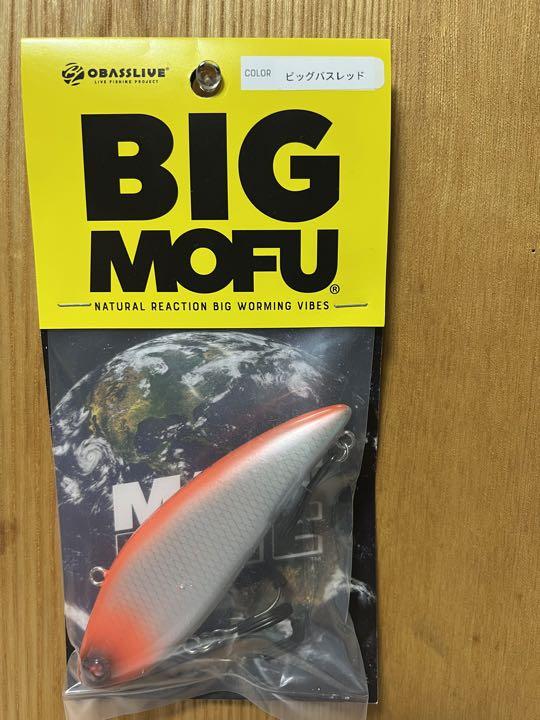 OBASSLIVE®
LIVE FISHING PROJECT
COLOR ビッグバスレッド
BIG
MOFU®
NATURAL REACTION BIG WORMING VIBES